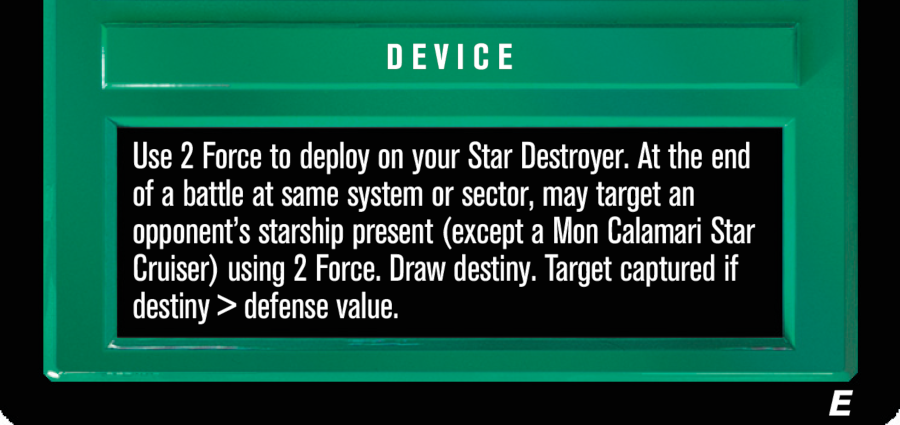 DEVICE
Use 2 Force to deploy on your Star Destroyer. At the end
of a battle at same system or sector, may target an
opponent's starship present (except a Mon Calamari Star
Cruiser) using 2 Force. Draw destiny. Target captured if
destiny > defense value.
E